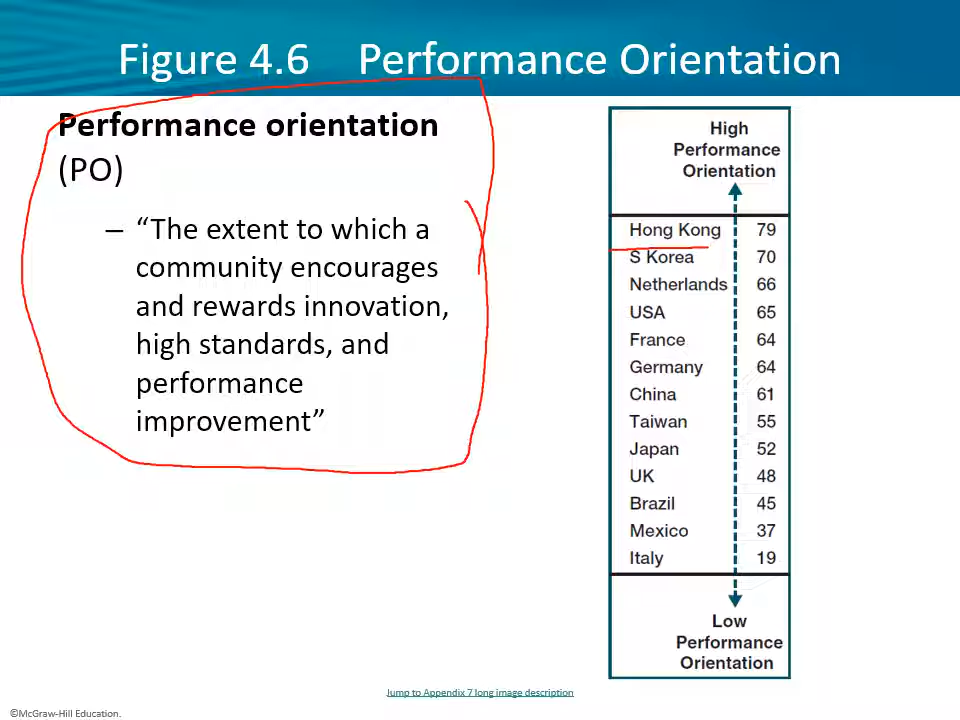 Figure 4.6 Performance Orientation
Performance orientation
(PO)
– “The extent to which a
community encourages
and rewards innovation,
high standards, and
performance
improvement”
High
Performance
Orientation
Hong Kong 79
S Korea 70
Netherlands 66
USA 65
France 64
Germany 64
China 61
Taiwan 55
Japan 52
UK 48
Brazil 45
Mexico 37
Italy 19
Low
Performance
Orientation
Jump to Appendix 7 long image description
©McGraw-Hill Education.